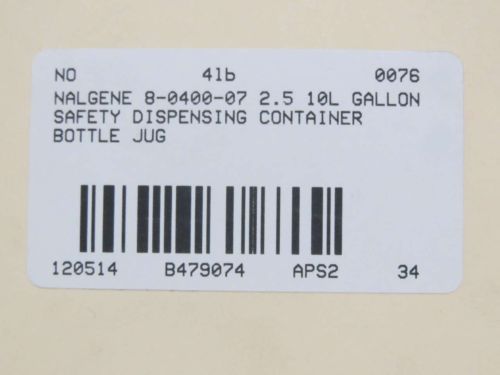 NO 4lb 0076
NALGENE 8-0400-07 2.5 10L GALLON
SAFETY DISPENSING CONTAINER
BOTTLE JUG
120514 B479074 APS2 34